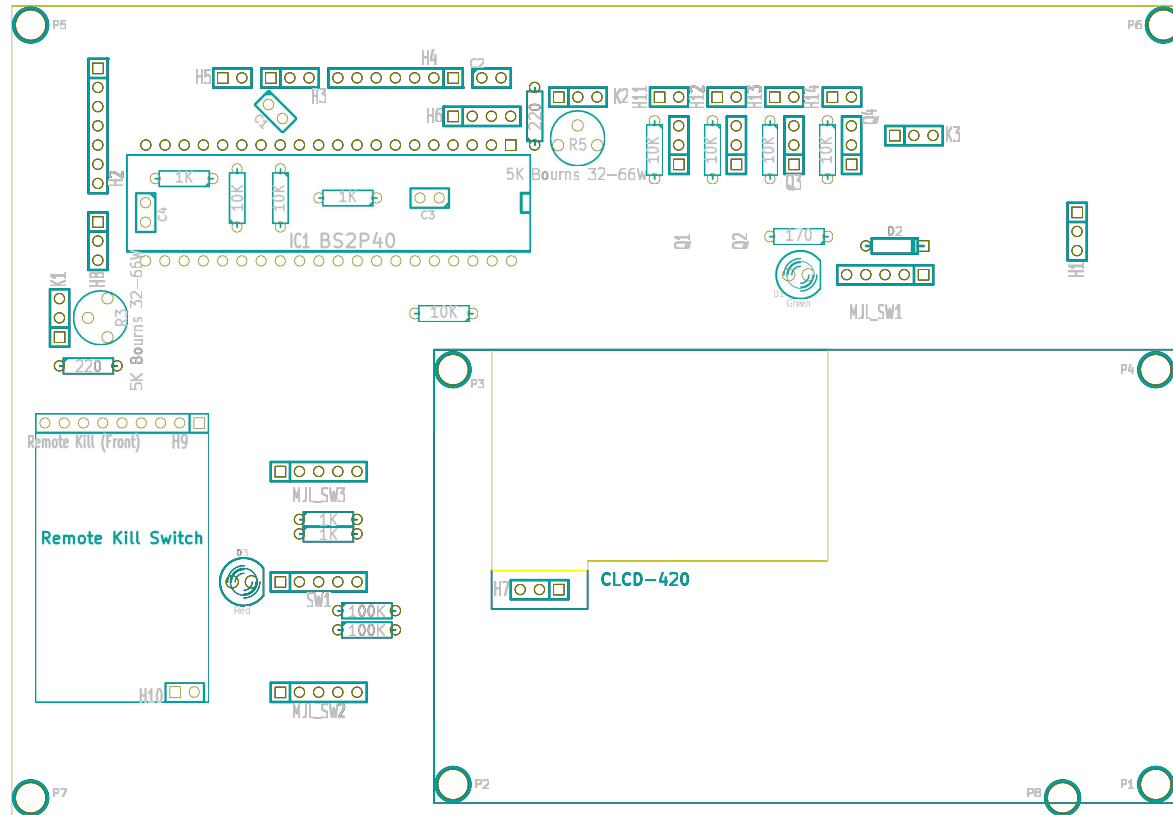 P5
P6
H5
H3
H4
C2
C1
H6
220
K2
R5
5K Bourns 32-66W
H11
H12
H13
H14
10K
10K
10K
10K
Q4
Q3
K3
H2
1K
10K
10K
1K
C3
C4
IC1 BS2P40
Q1
Q2
170
D2
Green
MJL_SW1
H1
K1
H8
R3
5K Bourns 32-66W
220
10K
P3
P4
Remote Kill (Front)
H9
MJL_SW3
1K
1K
Remote Kill Switch
D3
Red
SW1
H7
CLCD-420
100K
100K
H10
MJL_SW2
P7
P2
P8
P1